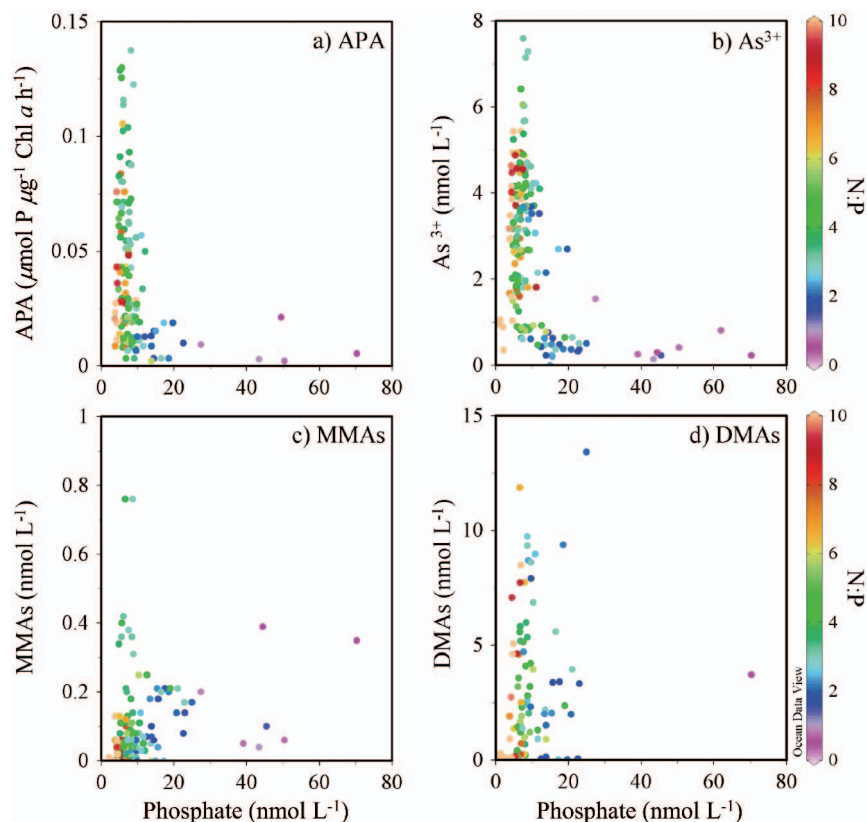 a) APA
0.15
0.1
0.05
0
APA (μmol P μg⁻¹ Chl a h⁻¹)
0 20 40 60 80
b) As³⁺
8
6
4
2
0
As ³⁺ (nmol L⁻¹)
0 20 40 60 80
10
8
6
4
2
0
N:P
c) MMAs
1
0.8
0.6
0.4
0.2
0
MMAs (nmol L⁻¹)
0 20 40 60 80
Phosphate (nmol L⁻¹)
d) DMAs
15
10
5
0
DMAs (nmol L⁻¹)
0 20 40 60 80
Phosphate (nmol L⁻¹)
Ocean Data View
10
8
6
4
2
0
N:P